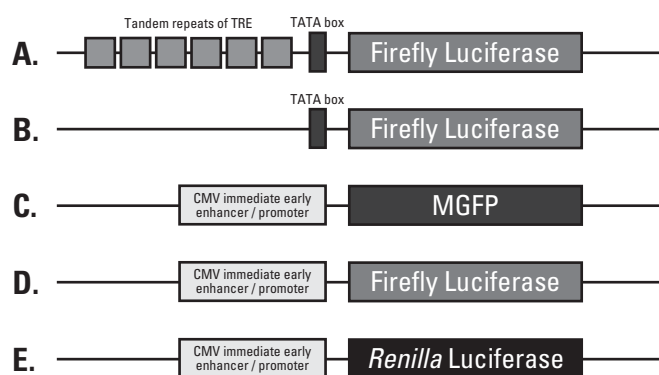 Tandem repeats of TRE
TATA box
A.
Firefly Luciferase
TATA box
B.
Firefly Luciferase
C.
CMV immediate early
enhancer / promoter
MGFP
D.
CMV immediate early
enhancer / promoter
Firefly Luciferase
E.
CMV immediate early
enhancer / promoter
Renilla Luciferase